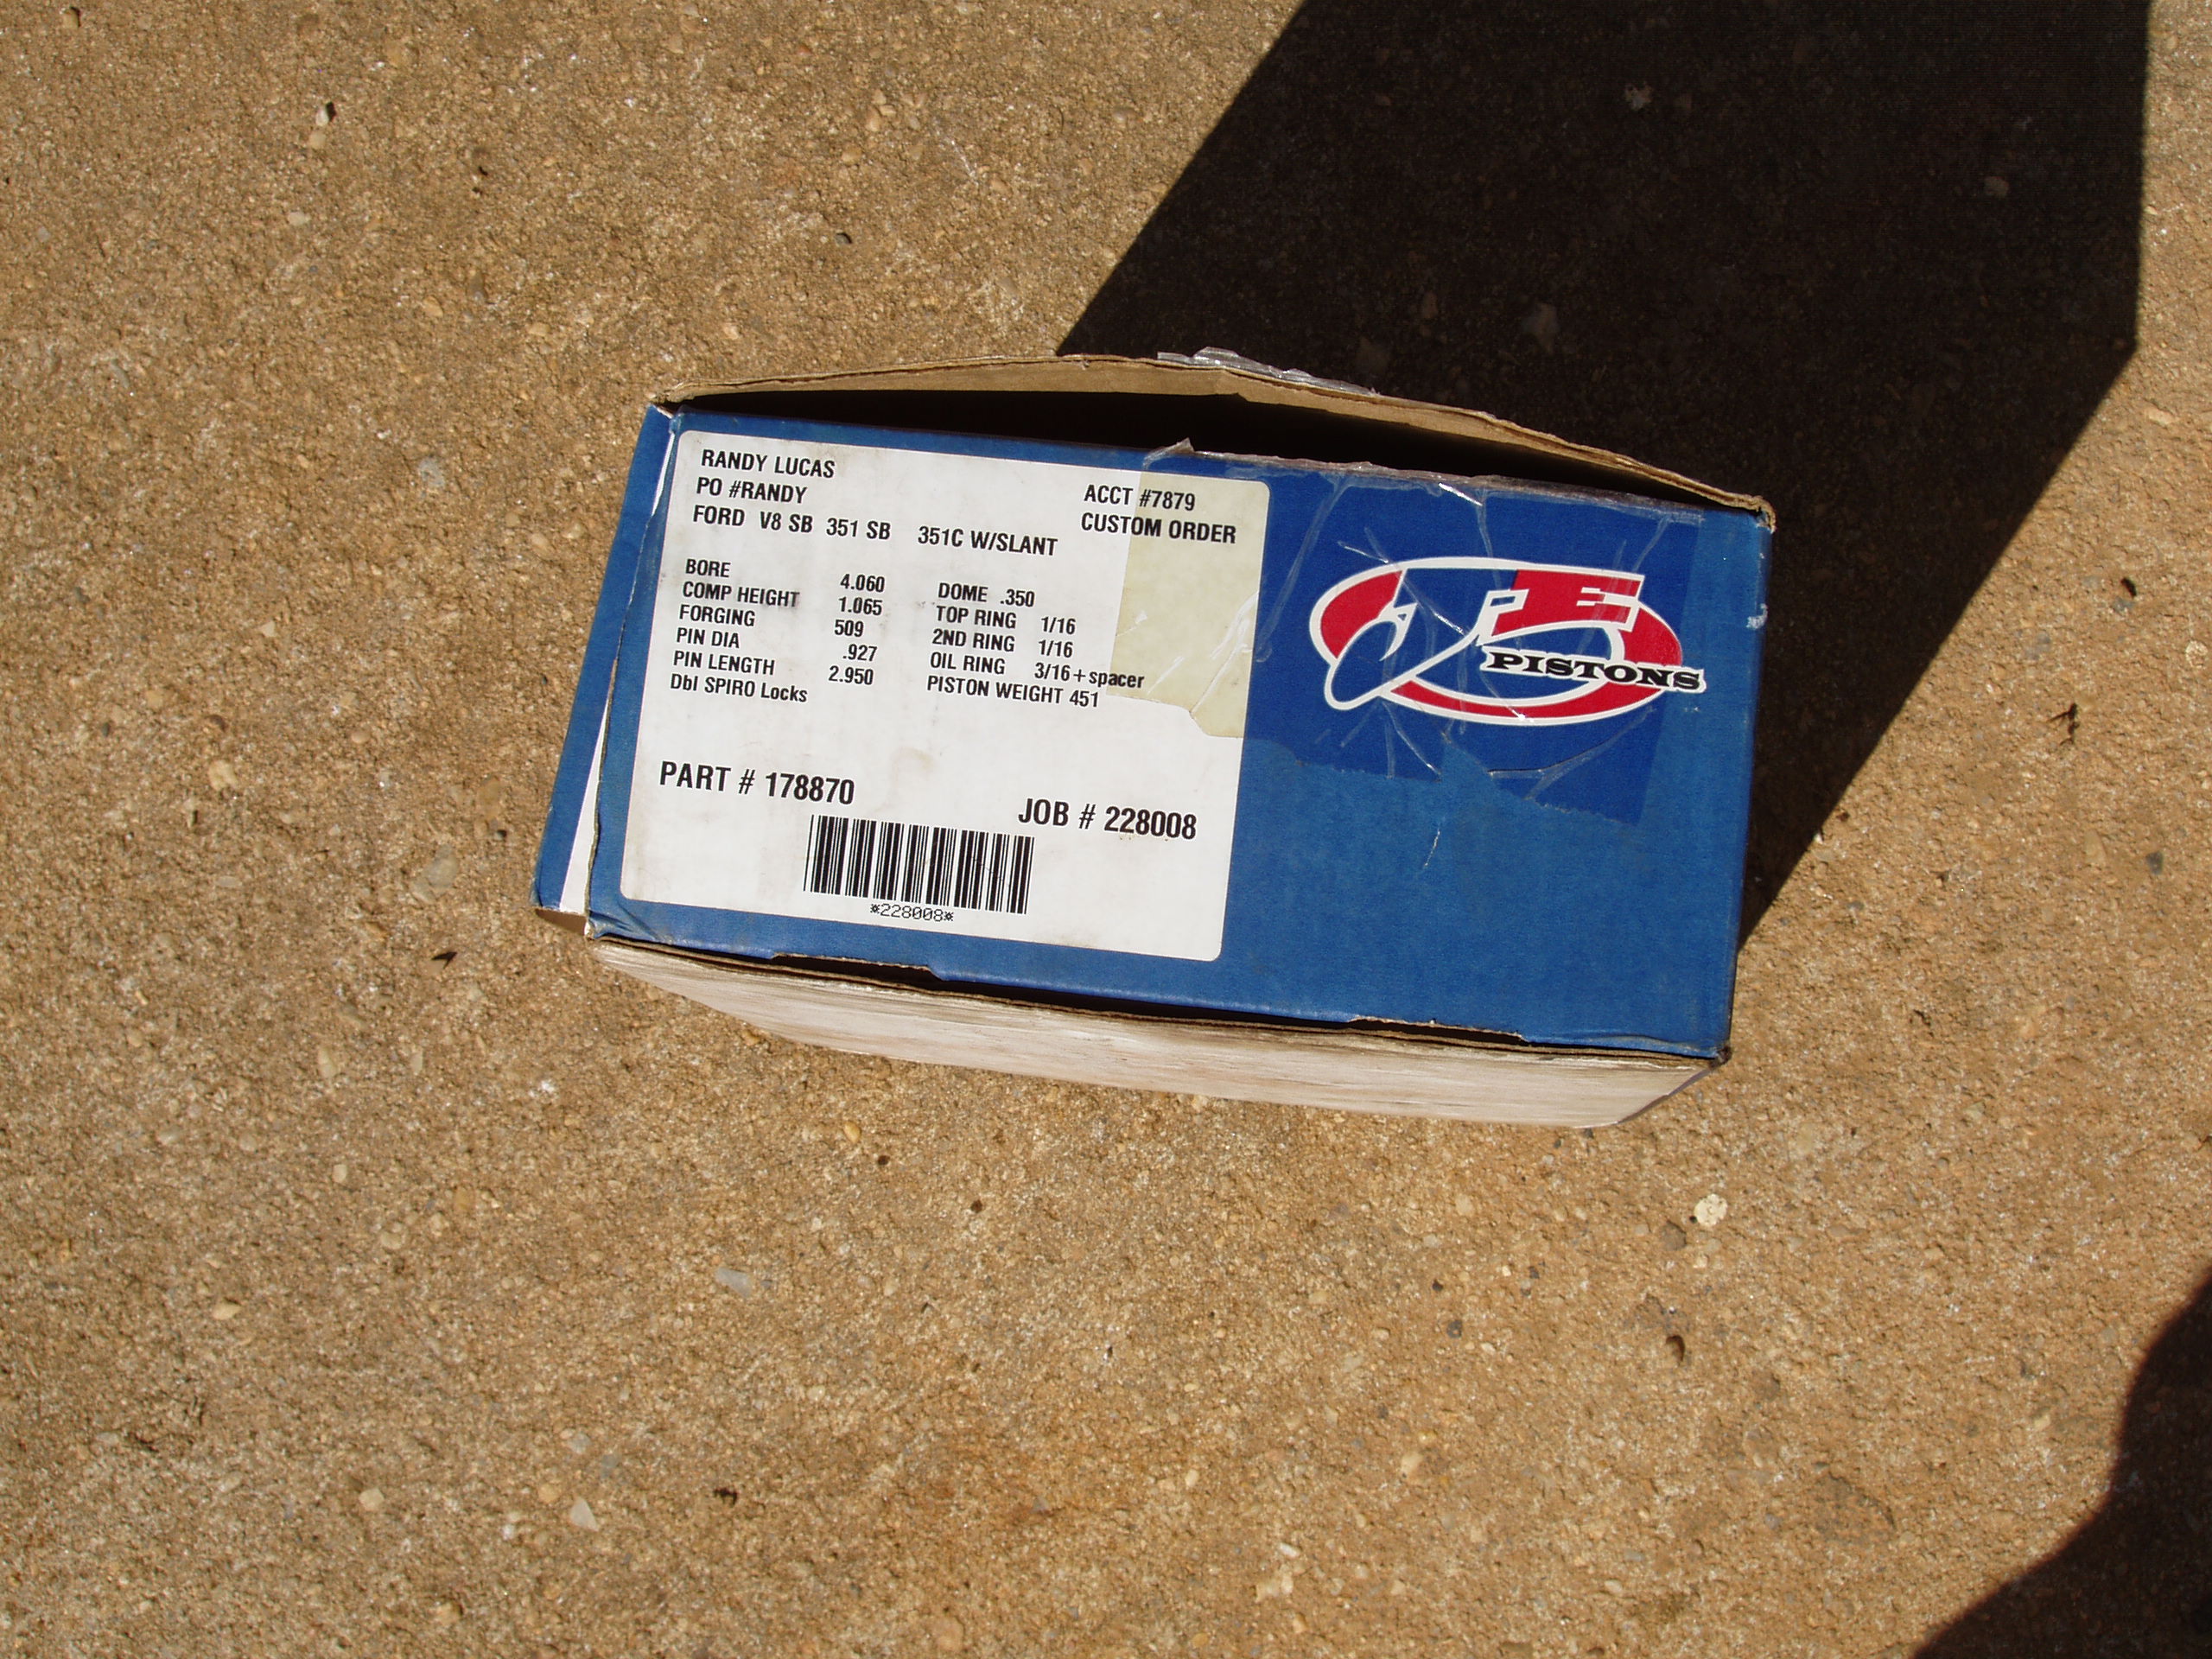 RANDY LUCAS
PO #RANDY
ACCT #7879
FORD V8 SB 351 SB 351C W/SLANT
CUSTOM ORDER
BORE 4.060
COMP HEIGHT 1.065
FORGING 509
PIN DIA .927
PIN LENGTH 2.950
Dbl SPIRO Locks
DOME .350
TOP RING 1/16
2ND RING 1/16
OIL RING 3/16+spacer
PISTON WEIGHT 451
PART # 178870
JOB # 228008
*228008*
JE
PISTONS